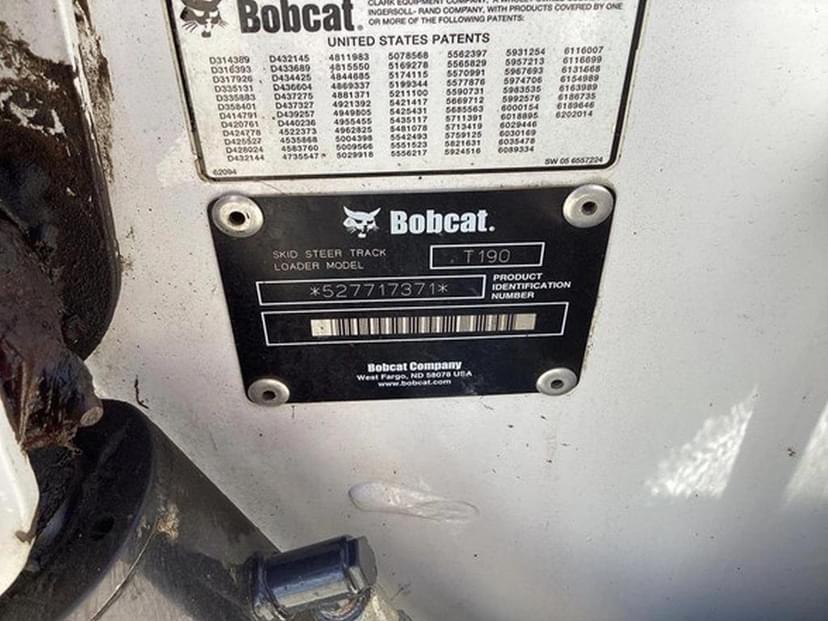 Bobcat.
CLARK EQUIPMENT COMPANY,
INGERSOLL- RAND COMPANY, WITH PRODUCTS COVERED BY ONE
OR MORE OF THE FOLLOWING PATENTS:
UNITED STATES PATENTS
D314389 D432145 4811983 5078568 5562397 5931254 6116007
D316393 D433689 4815550 5169278 5565829 5957213 6116699
D317926 D434425 4844685 5174115 5570991 5967693 6131668
D335131 D436604 4869337 5199344 5577876 5974706 6154989
D335883 D437275 4881371 5211100 5590731 5983535 6163989
D358401 D437327 4921392 5421417 5669712 5992576 6186735
D414791 D439257 4949805 5425431 5685563 6000154 6189646
D420761 D440236 4955455 5435117 5711391 6018895 6202014
D424778 4522373 4962825 5481078 5713419 6029446
D425527 4535868 5004398 5542493 5759125 6030169
D428024 4583760 5009566 5551523 5821631 6035478
D432144 4735547 5029918 5556217 5924516 6089334
62094 SW 05 6557224
Bobcat.
SKID STEER TRACK
LOADER MODEL
T190
*527717371*
PRODUCT
IDENTIFICATION
NUMBER
Bobcat Company
West Fargo, ND 58078 USA
www.bobcat.com